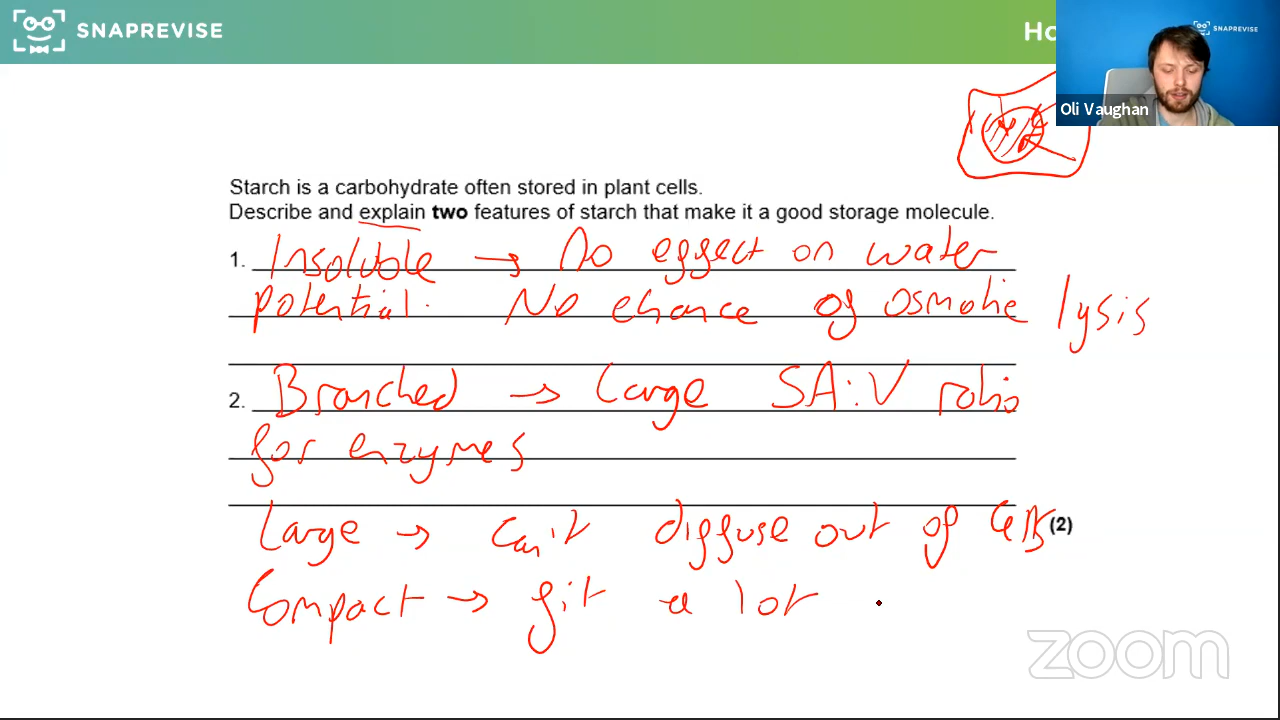 SNAPREVISE
Ho
SNAPREVISE
Oli Vaughan
Starch is a carbohydrate often stored in plant cells.
Describe and explain two features of starch that make it a good storage molecule.
1. Insoluble → No effect on water
potential. No chance of osmotic lysis
2. Branched → Large SA:V ratio
for enzymes
Large → can't diffuse out of cells (2)
Compact → fit a lot
zoom